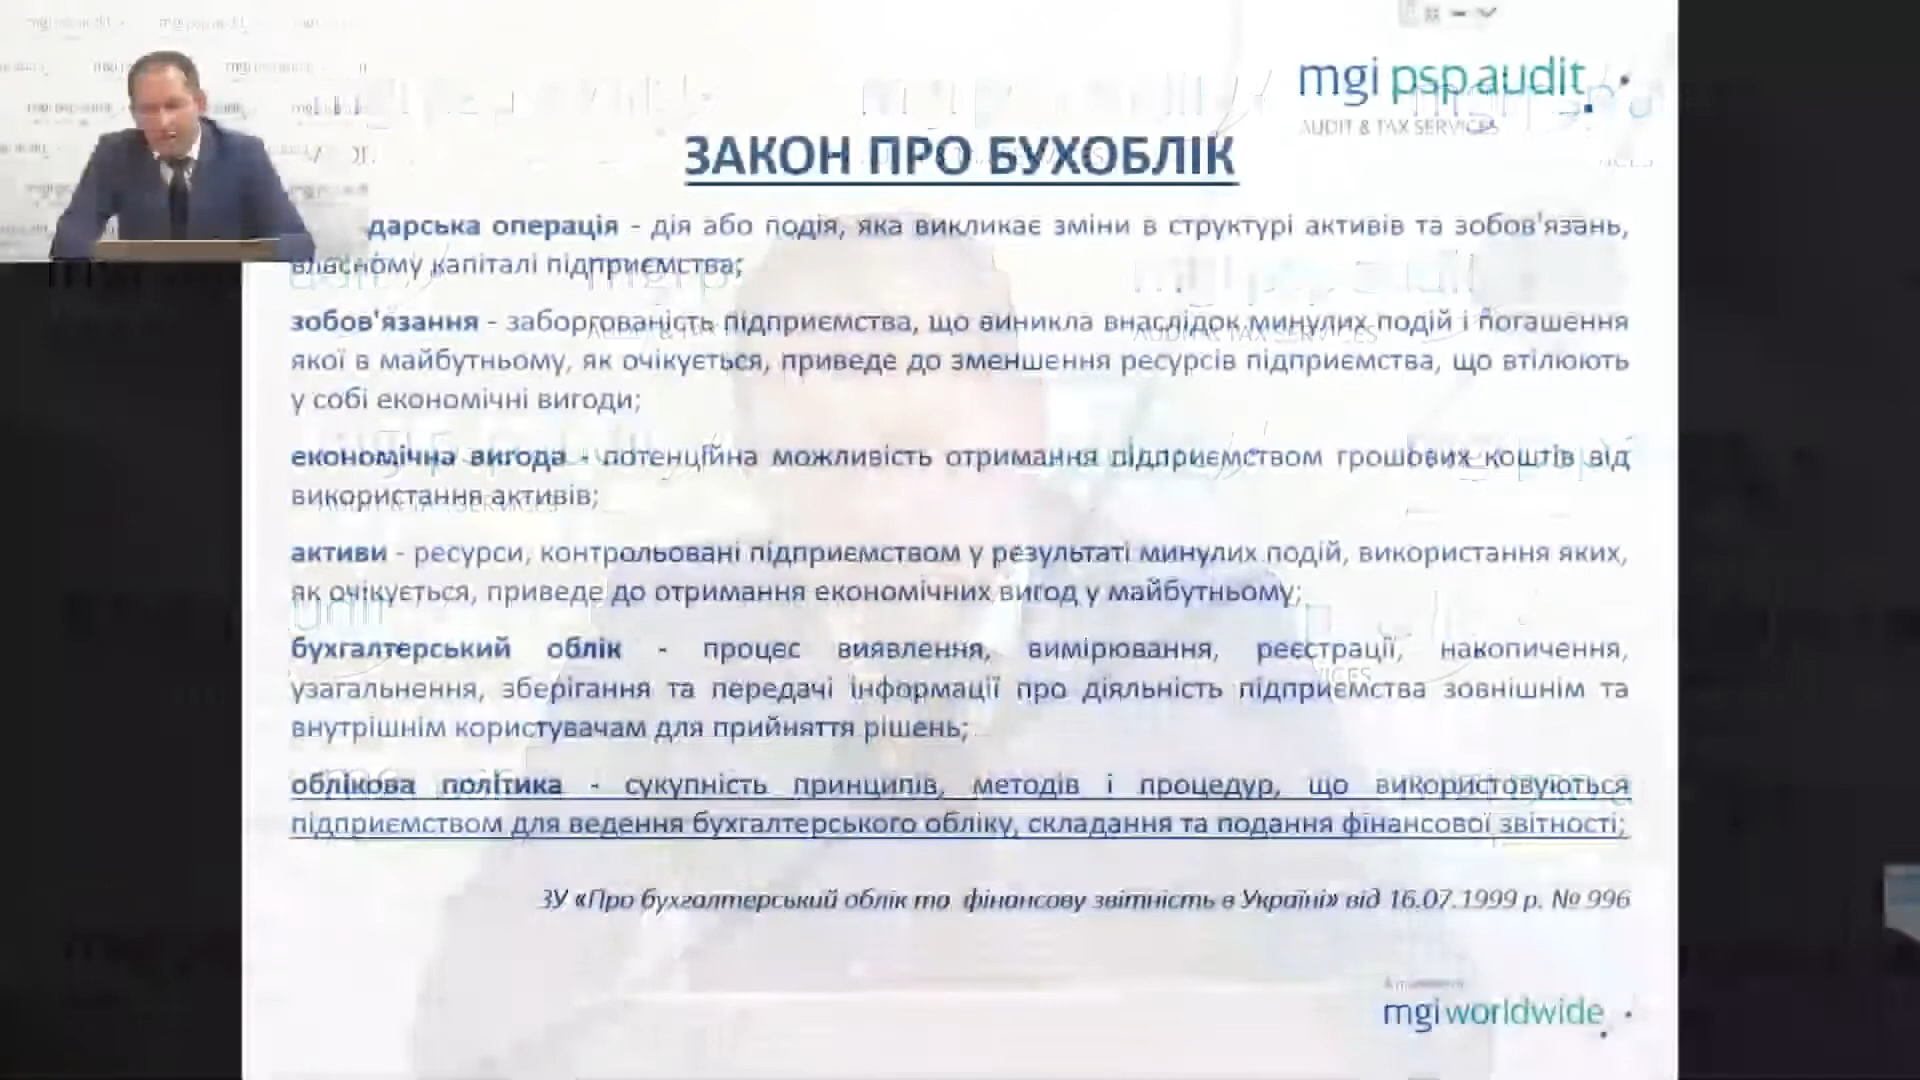 mgi psp audit
AUDIT & TAX SERVICES
ЗАКОН ПРО БУХОБЛІК
дарська операція - дія або подія, яка викликає зміни в структурі активів та зобов'язань,
власному капіталі підприємства;
зобов'язання - заборгованість підприємства, що виникла внаслідок минулих подій і погашення
якої в майбутньому, як очікується, приведе до зменшення ресурсів підприємства, що втілюють
у собі економічні вигоди;
економічна вигода - потенційна можливість отримання підприємством грошових коштів від
використання активів;
активи - ресурси, контрольовані підприємством у результаті минулих подій, використання яких,
як очікується, приведе до отримання економічних вигод у майбутньому;
бухгалтерський облік - процес виявлення, вимірювання, реєстрації, накопичення,
узагальнення, зберігання та передачі інформації про діяльність підприємства зовнішнім та
внутрішнім користувачам для прийняття рішень;
облікова політика - сукупність принципів, методів і процедур, що використовуються
підприємством для ведення бухгалтерського обліку, складання та подання фінансової звітності;
ЗУ «Про бухгалтерський облік та фінансову звітність в Україні» від 16.07.1999 р. № 996
mgi worldwide